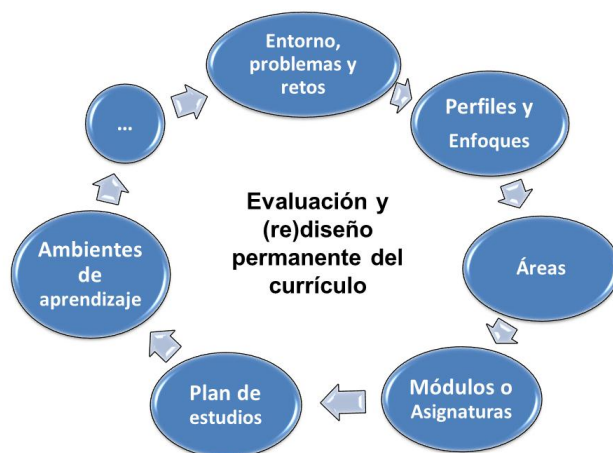 Entorno,
problemas y
retos
Perfiles y
Enfoques
Áreas
Módulos o
Asignaturas
Plan de
estudios
Ambientes
de
aprendizaje
...
Evaluación y
(re)diseño
permanente del
currículo